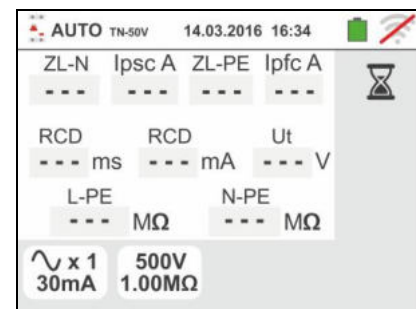 AUTO TN-50V 14.03.2016 16:34
ZL-N Ipsc A ZL-PE Ipfc A
- - - - - - - - - - - -
RCD RCD Ut
- - - ms - - - mA - - - V
L-PE N-PE
- - - MΩ - - - MΩ
x 1 500V
30mA 1.00MΩ